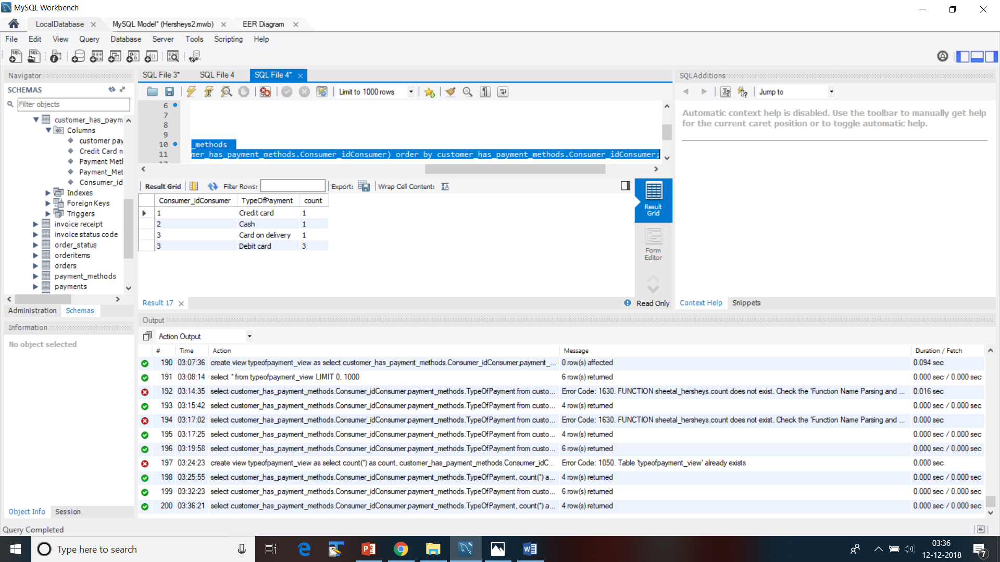 MySQL Workbench
LocalDatabase
MySQL Model* (Hersheys2.mwb)
EER Diagram
File Edit View Query Database Server Tools Scripting Help
Navigator
SCHEMAS
Filter objects
customer_has_paym
Columns
customer pay
Credit Card n
Payment Metl
Payment_Met
Consumer_id
Indexes
Foreign Keys
Triggers
invoice receipt
invoice status code
order_status
orderitems
orders
payment_methods
payments
Administration Schemas
Information
No object selected
Object Info Session
SQL File 3* SQL File 4 SQL File 4*
Limit to 1000 rows
6
7
8
9
10 _methods
11 mer_has_payment_methods.Consumer_idConsumer) order by customer_has_payment_methods.Consumer_idConsumer;
Result Grid Filter Rows: Export: Wrap Cell Content:
Consumer_idConsumer TypeOfPayment count
1 Credit card 1
2 Cash 1
3 Card on delivery 1
3 Debit card 3
Result Grid
Form Editor
Result 17
Read Only
SQLAdditions
Jump to
Automatic context help is disabled. Use the toolbar to manually get help
for the current caret position or to toggle automatic help.
Context Help Snippets
Output
Action Output
# Time Action Message Duration / Fetch
190 03:07:36 create view typeofpayment_view as select customer_has_payment_methods.Consumer_idConsumer,payment_... 0 row(s) affected 0.094 sec
191 03:08:14 select * from typeofpayment_view LIMIT 0, 1000 6 row(s) returned 0.000 sec / 0.000 sec
192 03:14:35 select customer_has_payment_methods.Consumer_idConsumer,payment_methods.TypeOfPayment from custo... Error Code: 1630. FUNCTION sheetal_hersheys.count does not exist. Check the 'Function Name Parsing and ... 0.016 sec
193 03:15:42 select customer_has_payment_methods.Consumer_idConsumer,payment_methods.TypeOfPayment from custo... 4 row(s) returned 0.000 sec / 0.000 sec
194 03:17:02 select customer_has_payment_methods.Consumer_idConsumer,payment_methods.TypeOfPayment from custo... Error Code: 1630. FUNCTION sheetal_hersheys.count does not exist. Check the 'Function Name Parsing and ... 0.000 sec
195 03:17:25 select customer_has_payment_methods.Consumer_idConsumer,payment_methods.TypeOfPayment from custo... 4 row(s) returned 0.000 sec / 0.000 sec
196 03:19:58 select customer_has_payment_methods.Consumer_idConsumer,payment_methods.TypeOfPayment from custo... 6 row(s) returned 0.000 sec / 0.000 sec
197 03:24:23 create view typeofpayment_view as select count(*) as count, customer_has_payment_methods.Consumer_idC... Error Code: 1050. Table 'typeofpayment_view' already exists 0.000 sec
198 03:25:55 select customer_has_payment_methods.Consumer_idConsumer,payment_methods.TypeOfPayment, count(*) a... 4 row(s) returned 0.000 sec / 0.000 sec
199 03:32:23 select customer_has_payment_methods.Consumer_idConsumer,payment_methods.TypeOfPayment from custo... 6 row(s) returned 0.000 sec / 0.000 sec
200 03:36:21 select customer_has_payment_methods.Consumer_idConsumer,payment_methods.TypeOfPayment, count(*) a... 4 row(s) returned 0.000 sec / 0.000 sec
Query Completed
Type here to search
03:36
12-12-2018
7